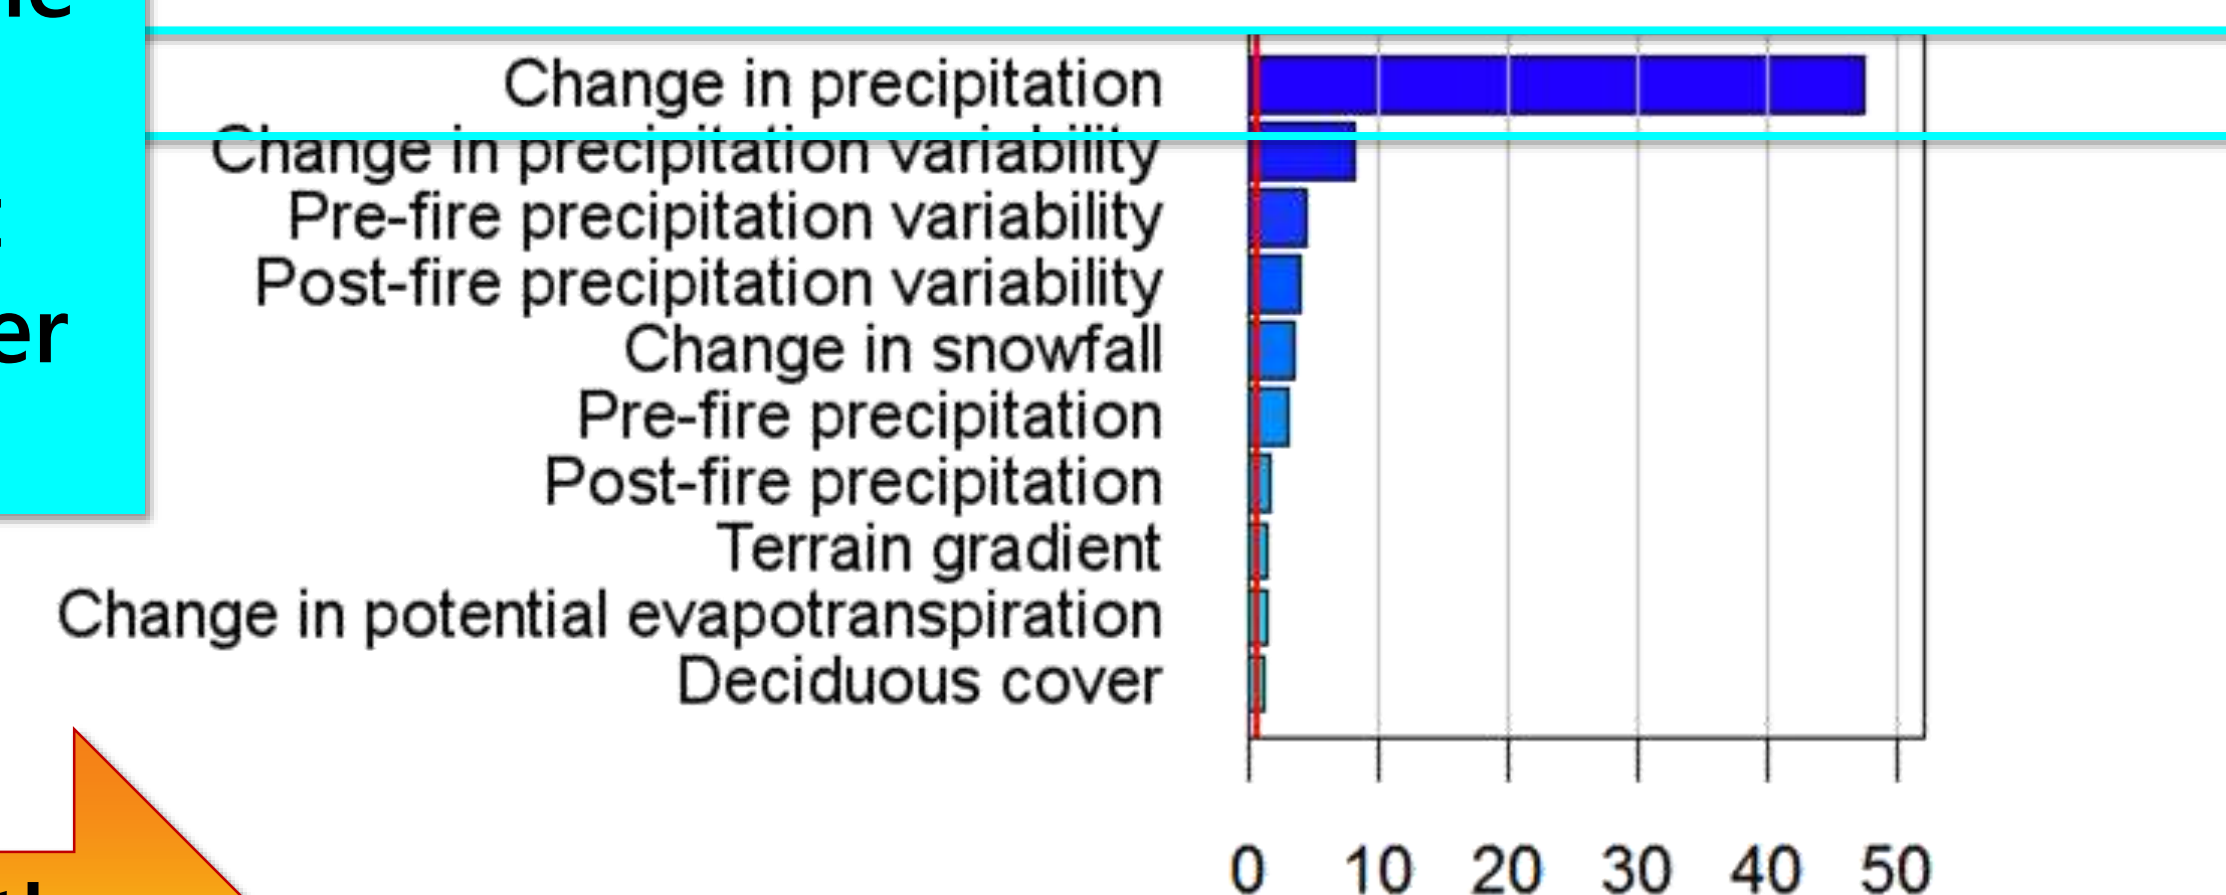 Change in precipitation
Change in precipitation variability
Pre-fire precipitation variability
Post-fire precipitation variability
er
Change in snowfall
Pre-fire precipitation
Post-fire precipitation
Terrain gradient
Change in potential evapotranspiration
Deciduous cover
0 10 20 30 40 50